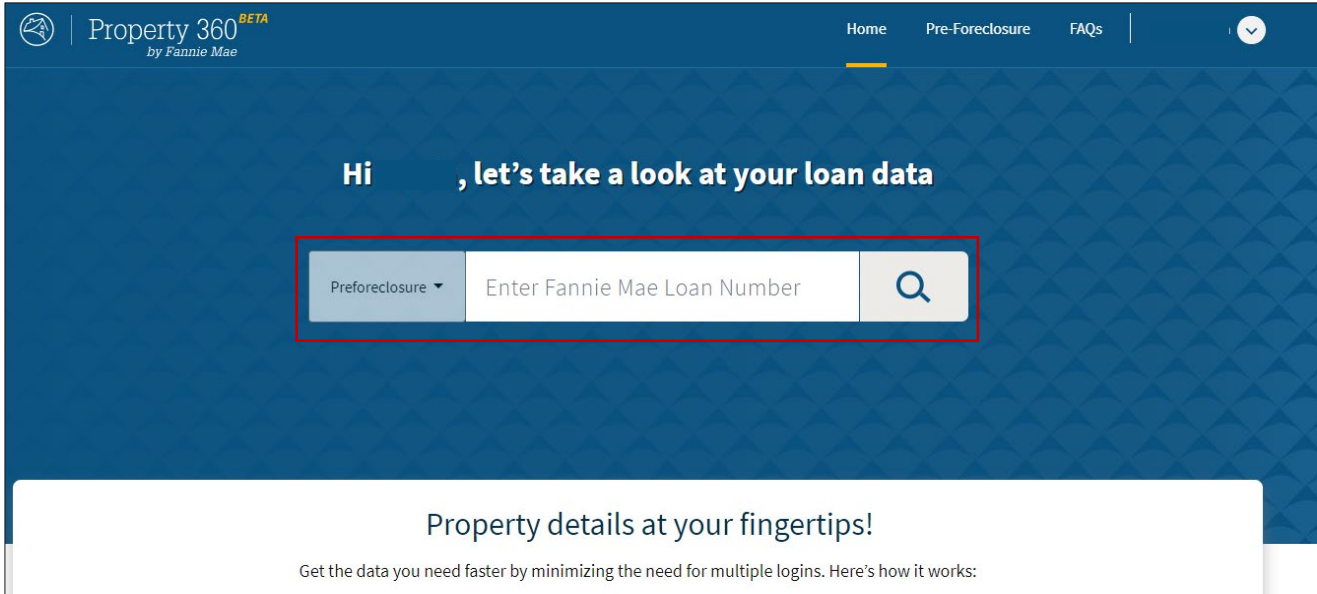 Property 360 BETA
by Fannie Mae
Home Pre-Foreclosure FAQs
Hi , let's take a look at your loan data
Preforeclosure Enter Fannie Mae Loan Number
Property details at your fingertips!
Get the data you need faster by minimizing the need for multiple logins. Here's how it works: